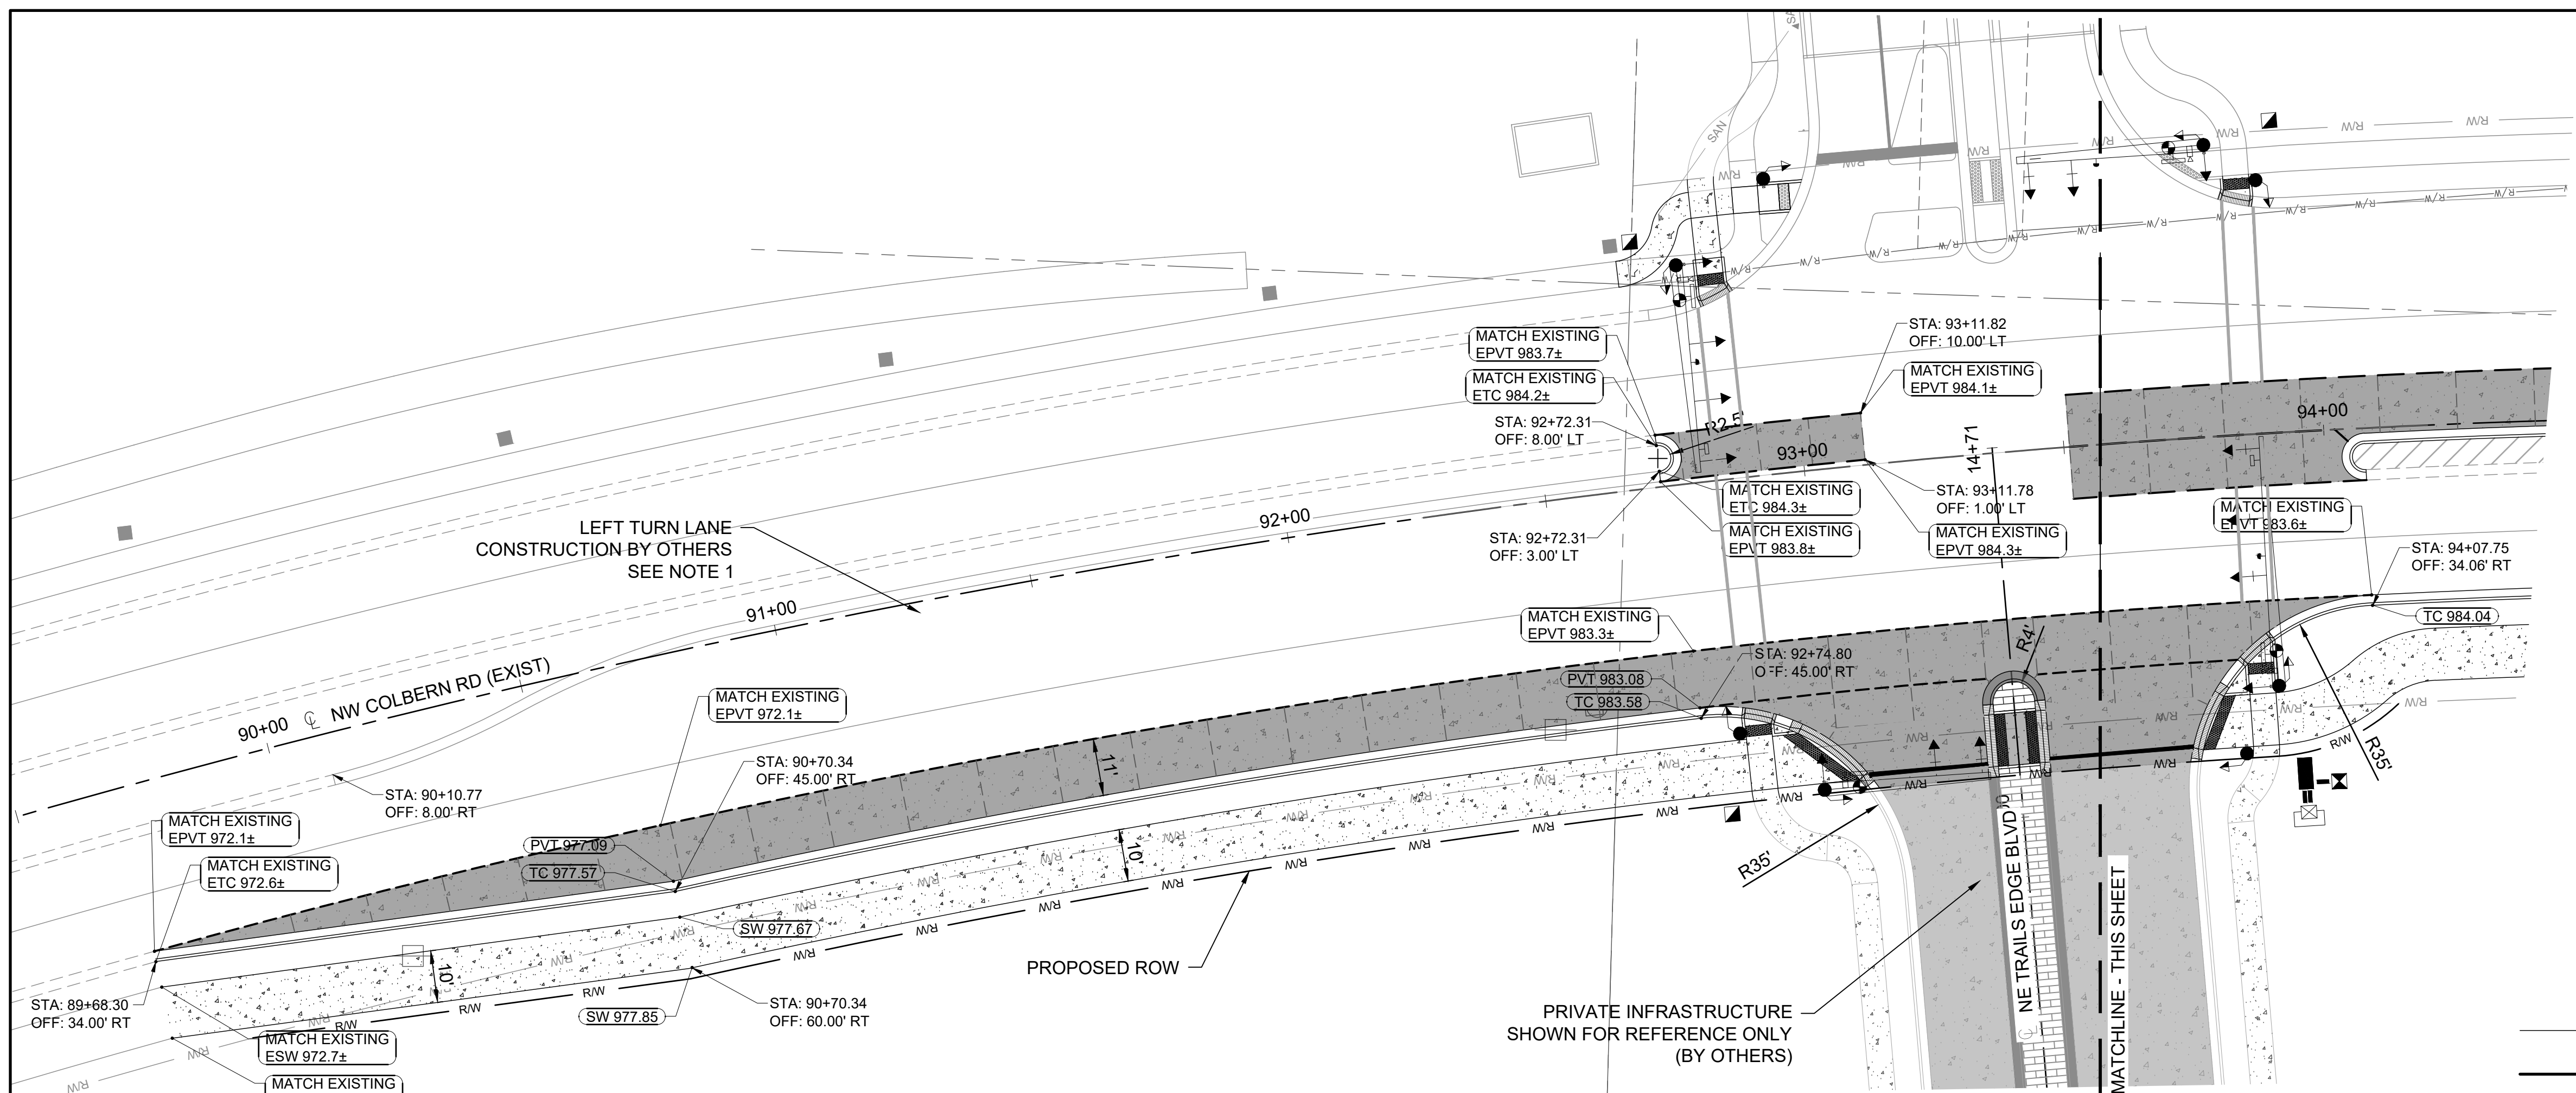 SAN
SA
R/W
R/W
R/W
R/W
R/W
R/W
R/W
STA: 93+11.82
OFF: 10.00' LT
MATCH EXISTING
EPVT 983.7±
MATCH EXISTING
EPVT 984.1±
MATCH EXISTING
ETC 984.2±
STA: 92+72.31
OFF: 8.00' LT
R2.5'
93+00
94+00
14+71
MATCH EXISTING
ETC 984.3±
STA: 93+11.78
OFF: 1.00' LT
MATCH EXISTING
EPVT 983.6±
LEFT TURN LANE
CONSTRUCTION BY OTHERS
SEE NOTE 1
92+00
STA: 92+72.31
OFF: 3.00' LT
MATCH EXISTING
EPVT 983.8±
MATCH EXISTING
EPVT 984.3±
STA: 94+07.75
OFF: 34.06' RT
91+00
MATCH EXISTING
EPVT 983.3±
TC 984.04
R4'
NW COLBERN RD (EXIST)
90+00
STA: 92+74.80
OFF: 45.00' RT
PVT 983.08
TC 983.58
MATCH EXISTING
EPVT 972.1±
11'
STA: 90+70.34
OFF: 45.00' RT
STA: 90+10.77
OFF: 8.00' RT
R35'
R/W
MATCH EXISTING
EPVT 972.1±
PVT 977.09
TC 977.57
10'
R35'
MATCH EXISTING
ETC 972.6±
SW 977.67
PROPOSED ROW
NE TRAILS EDGE BLVD
MATCHLINE - THIS SHEET
10'
STA: 89+68.30
OFF: 34.00' RT
STA: 90+70.34
OFF: 60.00' RT
SW 977.85
R/W
R/W
R/W
PRIVATE INFRASTRUCTURE
SHOWN FOR REFERENCE ONLY
(BY OTHERS)
MATCH EXISTING
ESW 972.7±
MATCH EXISTING